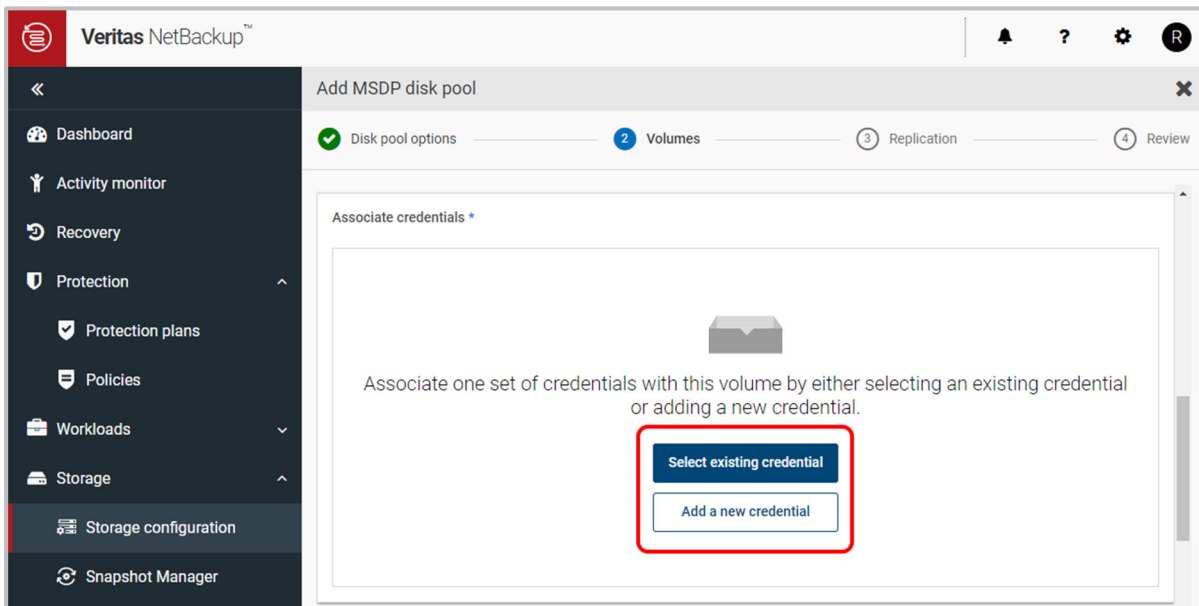 Veritas NetBackup™
?
R
«
Add MSDP disk pool
Disk pool options
2 Volumes
3 Replication
4 Review
Dashboard
Activity monitor
Recovery
Protection
Protection plans
Policies
Workloads
Storage
Storage configuration
Snapshot Manager
Associate credentials *
Associate one set of credentials with this volume by either selecting an existing credential
or adding a new credential.
Select existing credential
Add a new credential